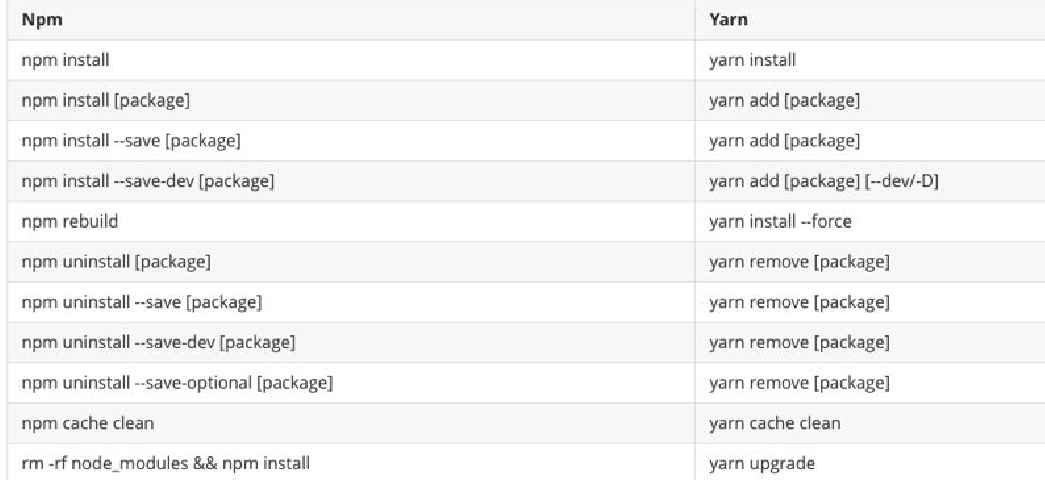 Npm Yarn
npm install yarn install
npm install [package] yarn add [package]
npm install --save [package] yarn add [package]
npm install --save-dev [package] yarn add [package] [--dev/-D]
npm rebuild yarn install --force
npm uninstall [package] yarn remove [package]
npm uninstall --save [package] yarn remove [package]
npm uninstall --save-dev [package] yarn remove [package]
npm uninstall --save-optional [package] yarn remove [package]
npm cache clean yarn cache clean
rm -rf node_modules && npm install yarn upgrade